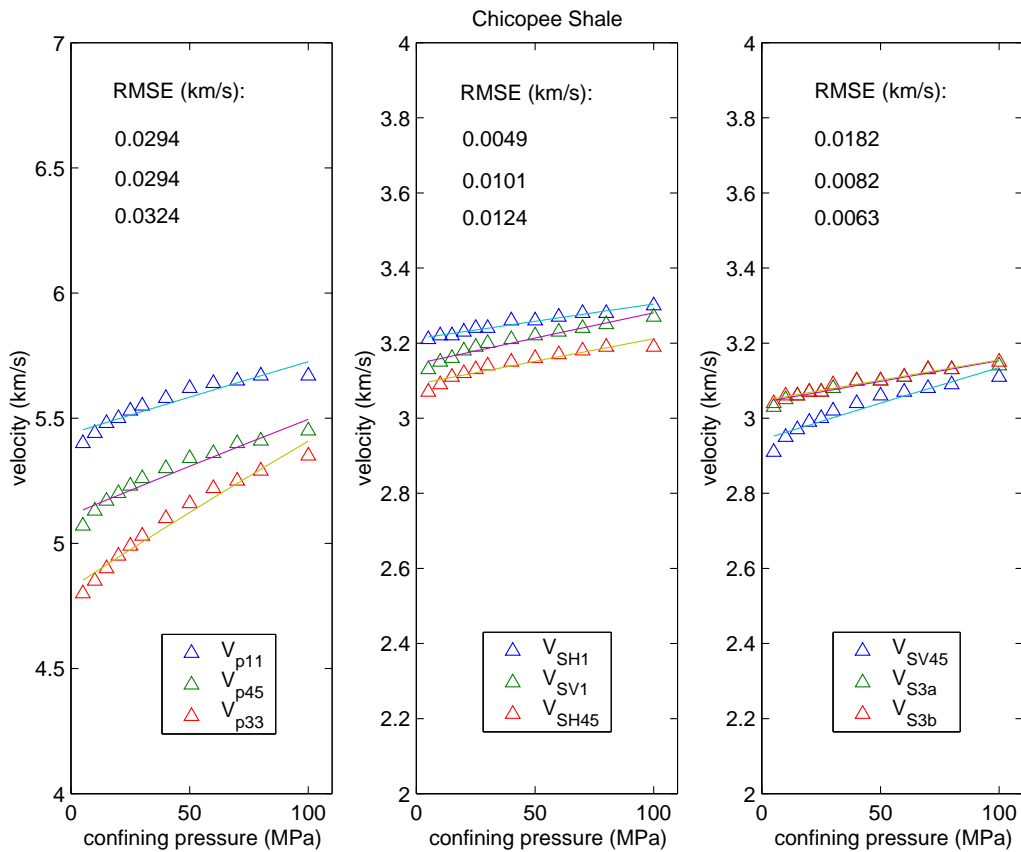 Chicopee Shale
7
6.5
6
5.5
5
4.5
4
velocity (km/s)
RMSE (km/s):
0.0294
0.0294
0.0324
V_p11
V_p45
V_p33
0
50
100
confining pressure (MPa)
4
3.8
3.6
3.4
3.2
3
2.8
2.6
2.4
2.2
2
velocity (km/s)
RMSE (km/s):
0.0049
0.0101
0.0124
V_SH1
V_SV1
V_SH45
0
50
100
confining pressure (MPa)
4
3.8
3.6
3.4
3.2
3
2.8
2.6
2.4
2.2
2
velocity (km/s)
RMSE (km/s):
0.0182
0.0082
0.0063
V_SV45
V_S3a
V_S3b
0
50
100
confining pressure (MPa)